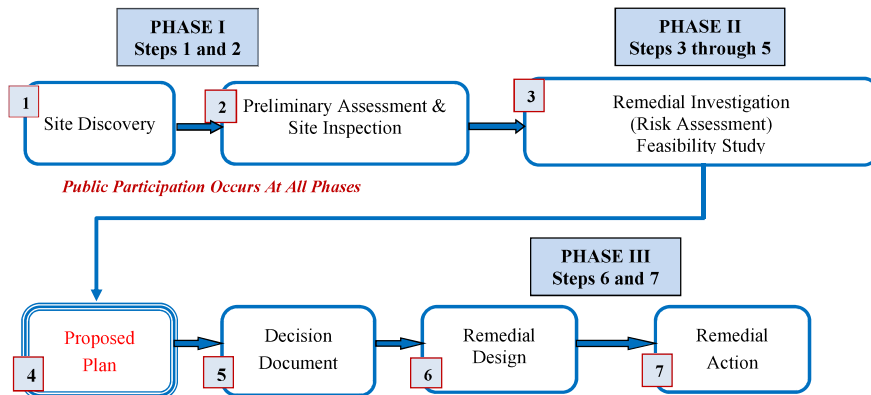 PHASE I
Steps 1 and 2
PHASE II
Steps 3 through 5
1
Site Discovery
2
Preliminary Assessment &
Site Inspection
3
Remedial Investigation
(Risk Assessment)
Feasibility Study
Public Participation Occurs At All Phases
PHASE III
Steps 6 and 7
Proposed
Plan
4
Decision
Document
5
Remedial
Design
6
Remedial
Action
7